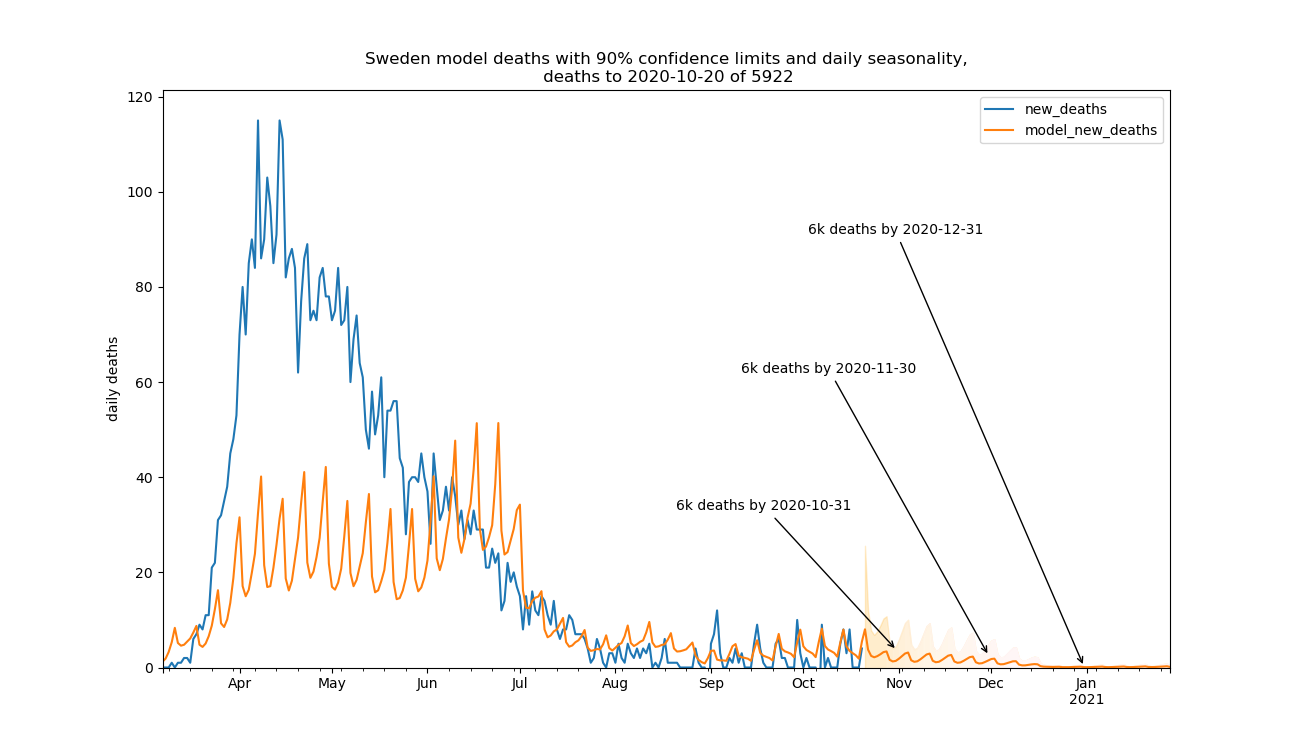 Sweden model deaths with 90% confidence limits and daily seasonality,
deaths to 2020-10-20 of 5922
new_deaths
model_new_deaths
daily deaths
120
100
80
60
40
20
0
6k deaths by 2020-12-31
6k deaths by 2020-11-30
6k deaths by 2020-10-31
Apr May Jun Jul Aug Sep Oct Nov Dec Jan
2021